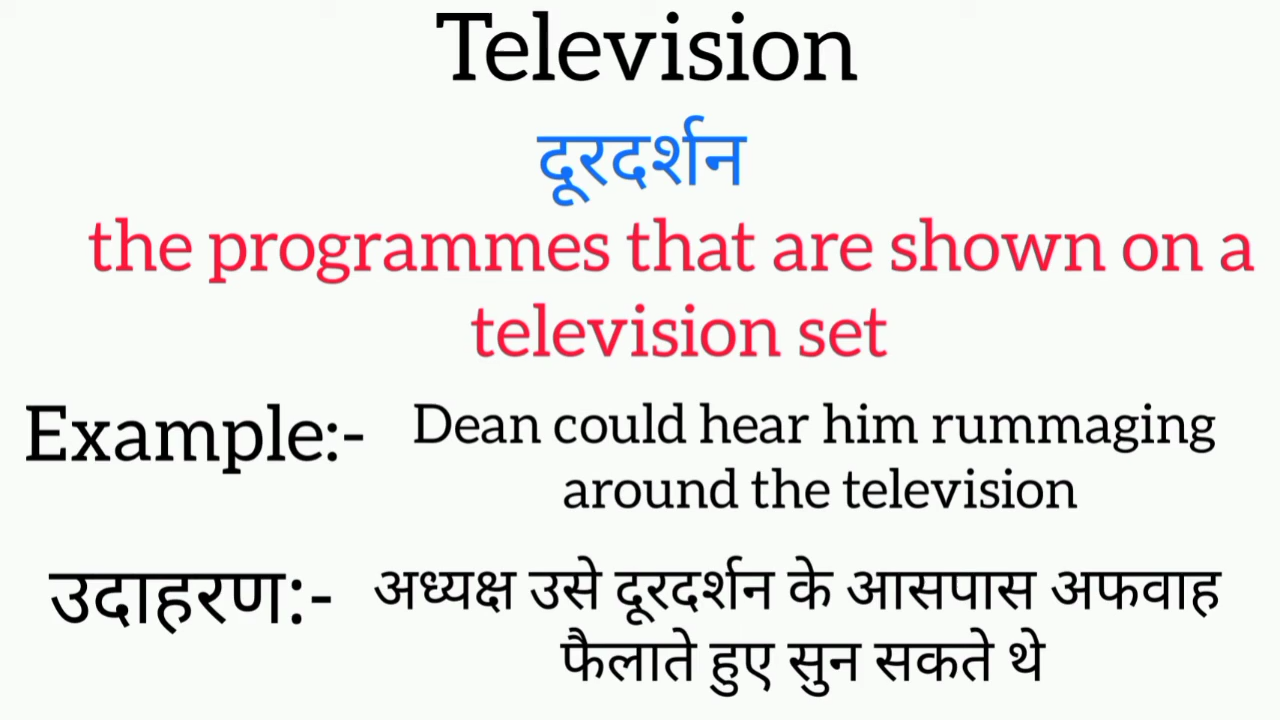 Television
दूरदर्शन
the programmes that are shown on a
television set
Example:- Dean could hear him rummaging
around the television
उदाहरण:- अध्यक्ष उसे दूरदर्शन के आसपास अफवाह
फैलाते हुए सुन सकते थे